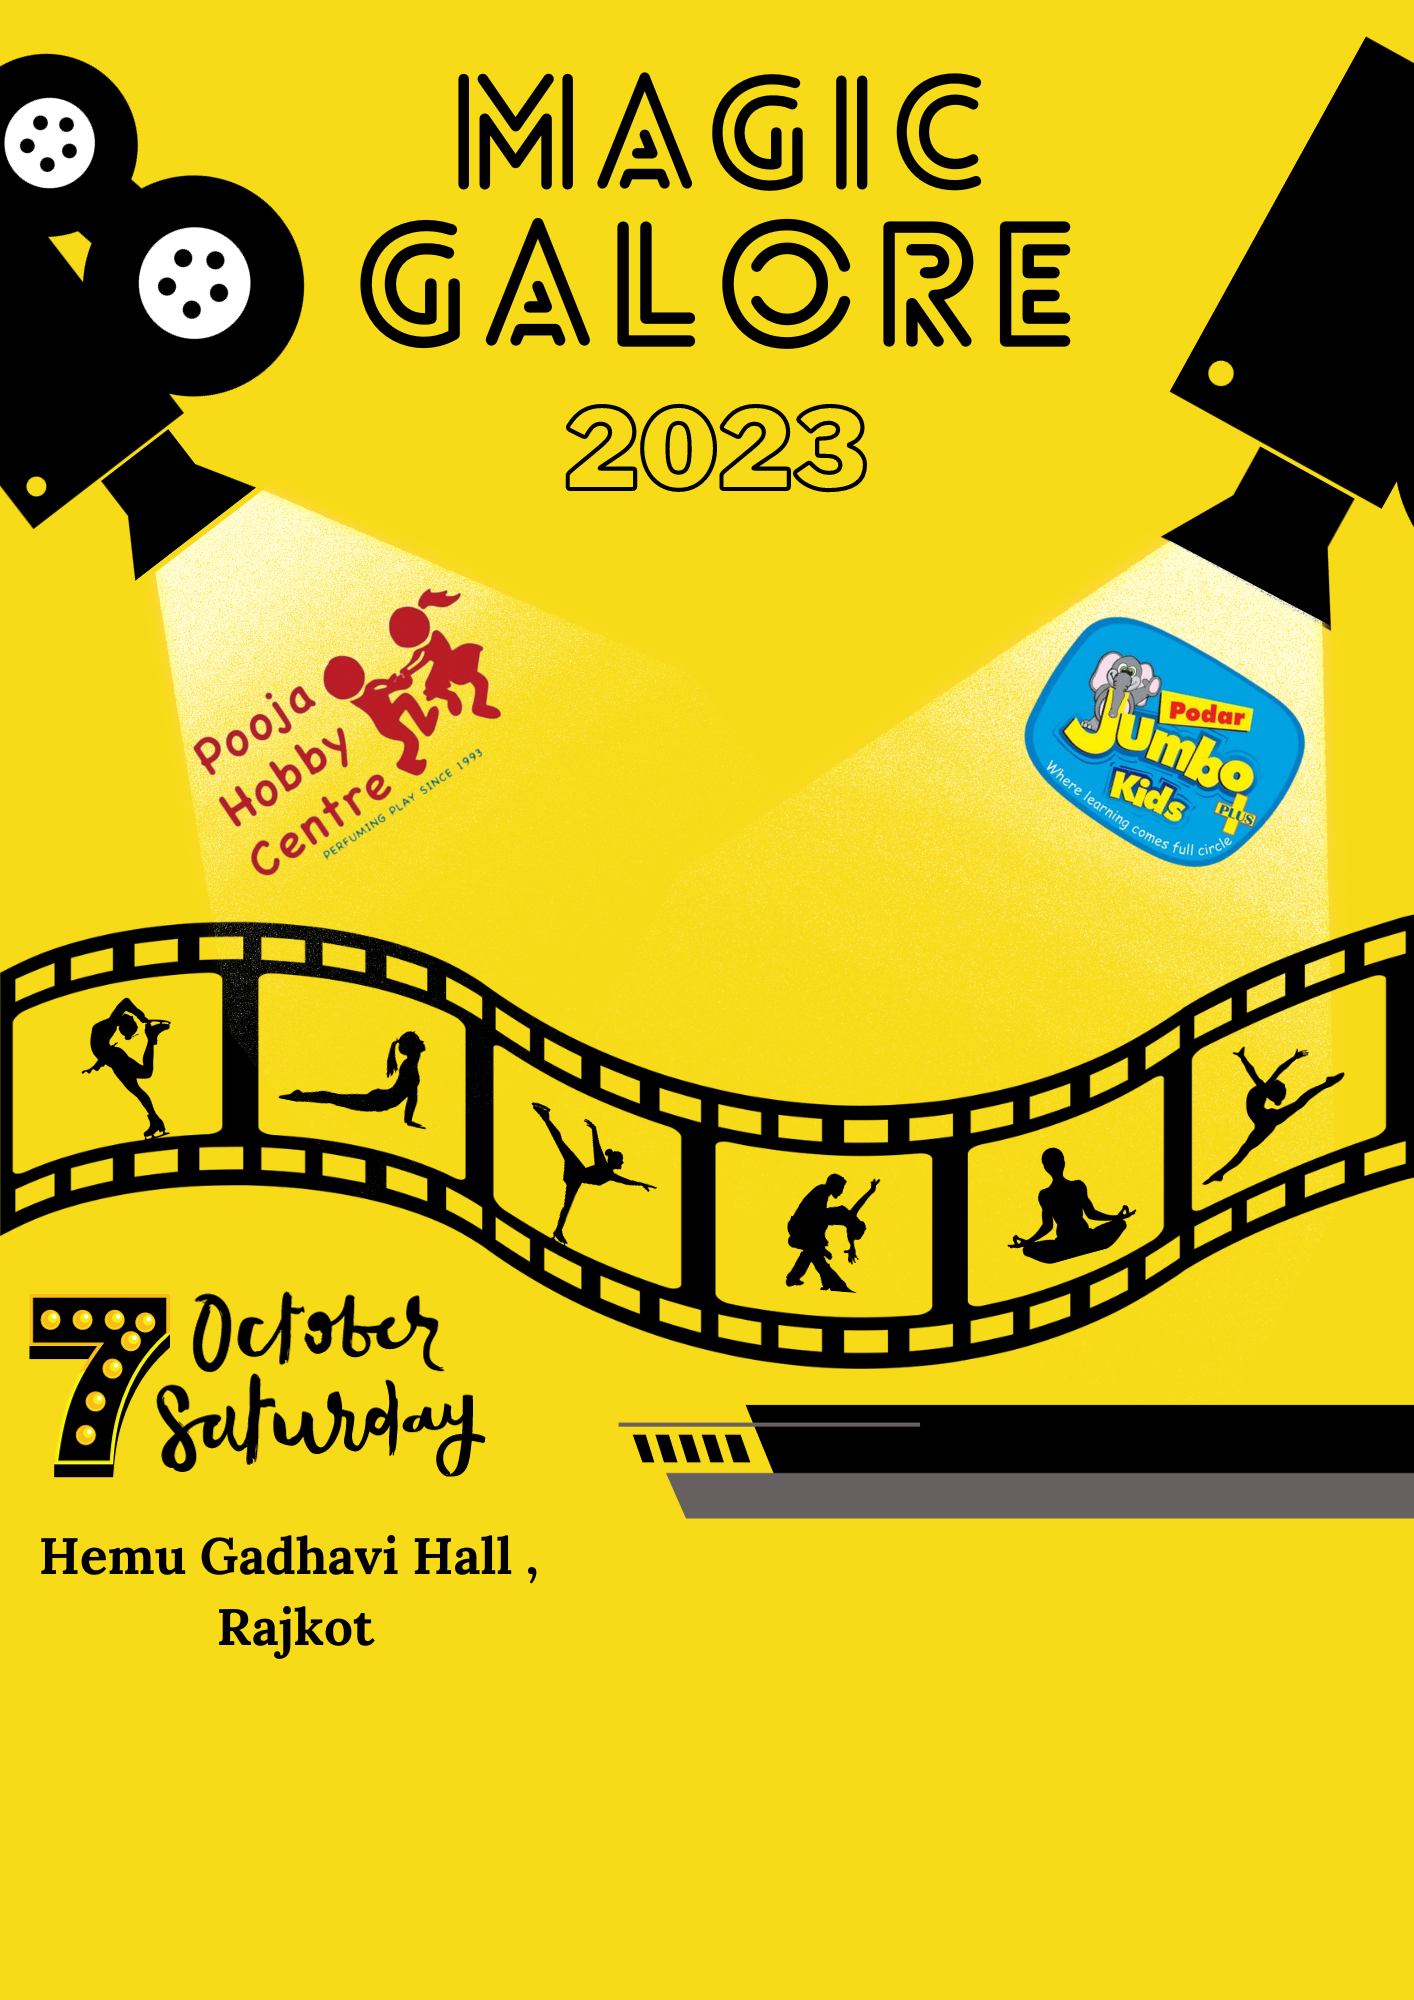 MAGIC
GALORE
2023
Pooja
Hobby
Centre
PERFUMING PLAY SINCE 1993
Podar
Jumbo
Kids
PLUS
Where learning comes full circle
7 October
Saturday
Hemu Gadhavi Hall ,
Rajkot